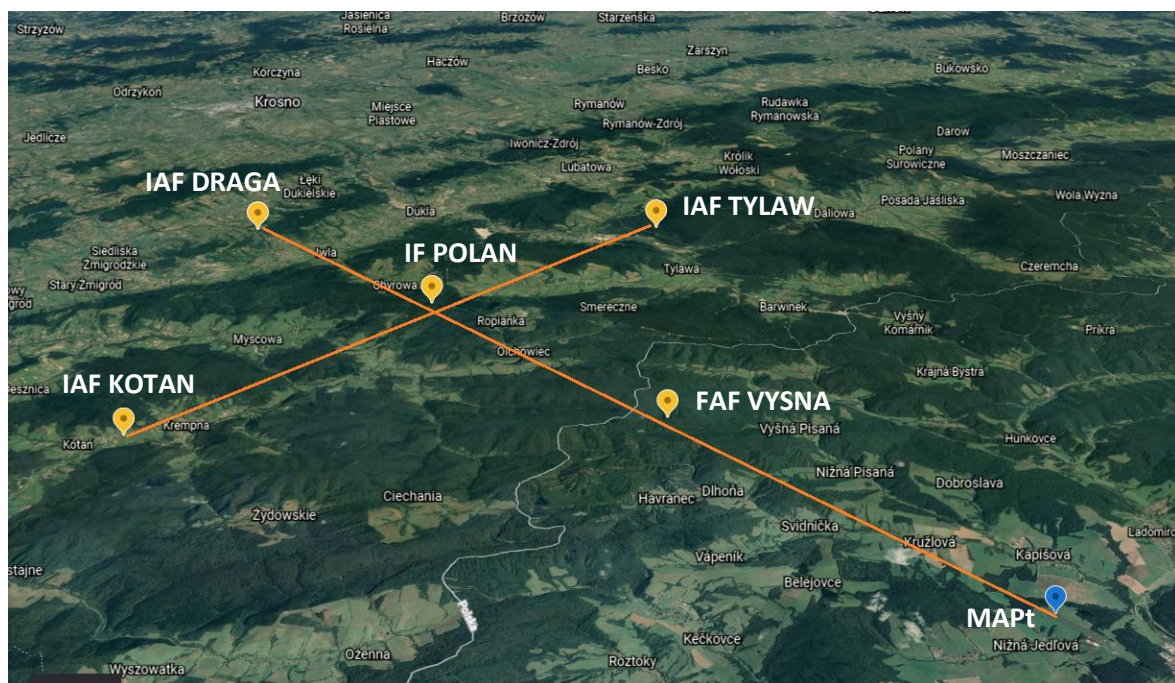 Jasienica
Rosielna
Brzozów
Starzeńska
Strzyżów
Zarszyn
Haczów
Besko
Bukowsko
Korczyna
Odrzykoń
Krosno
Miejsce
Piastowe
Rymanów
Rudawka
Rymanowska
Rymanów-Zdrój
Jedlicze
Iwonicz-Zdrój
Darow
Królik
Wołoski
Polany
Surowiczne
Moszczaniec
Lubatowa
IAF DRAGA
Łęki
Dukielskie
Dukla
IAF TYLAW
Daliowa
Posada Jaśliska
Wola Wyżna
Siedliska
Żmigrodzkie
Iwla
IF POLAN
Stary Żmigród
Chyrowa
Tylawa
Czeremcha
Smereczne
Barwinek
Ropianka
Vyšný
Komárnik
Príkra
Myscowa
Olchowiec
Krajná Bystrá
IAF KOTAN
FAF VYSNA
Kotań
Krempna
Vyšná Pisaná
Hunkovce
Nižná Pisaná
Dobroslava
Ciechania
Havranec
Dlhoňa
Żydowskie
Svidnička
Kružlová
Kapišová
Vápeník
Belejovce
Polska
MAPt
Kečkovce
Nižná Jedľová
Ożenna
Roztoky
Wyszowatka